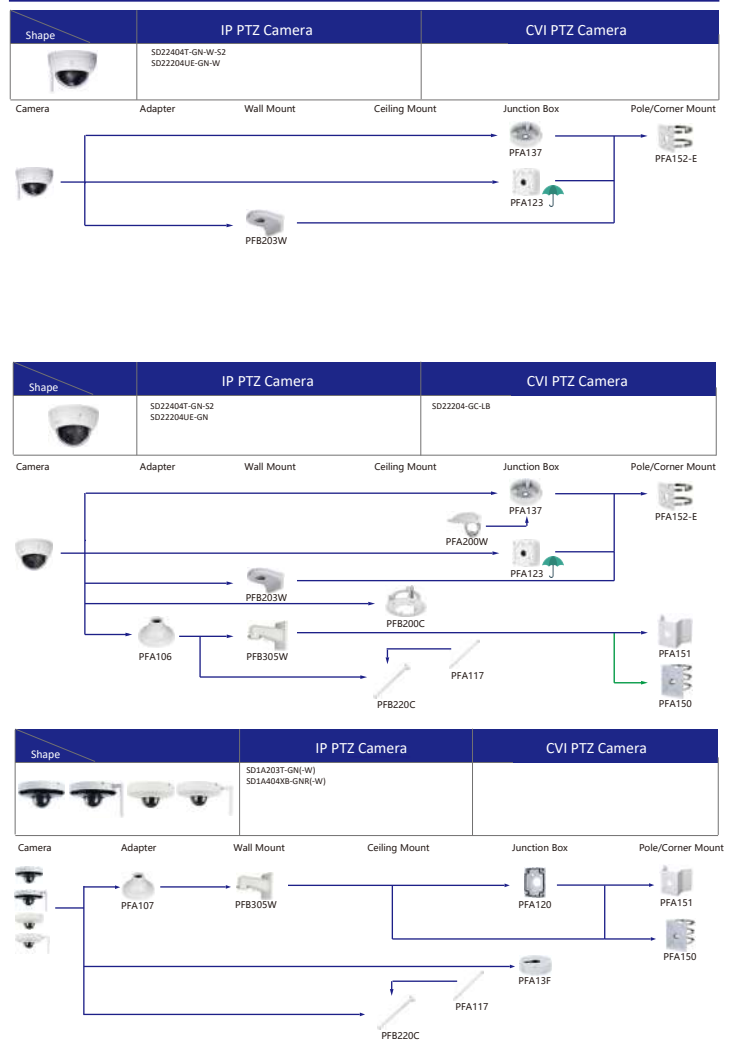 Shape
IP PTZ Camera
CVI PTZ Camera
SD22404T-GN-W-S2
SD22204UE-GN-W
Camera
Adapter
Wall Mount
Ceiling Mount
Junction Box
Pole/Corner Mount
PFA137
PFA152-E
PFA123
PFB203W
Shape
IP PTZ Camera
CVI PTZ Camera
SD22404T-GN-S2
SD22204UE-GN
SD22204-GC-LB
Camera
Adapter
Wall Mount
Ceiling Mount
Junction Box
Pole/Corner Mount
PFA137
PFA152-E
PFA200W
PFA123
PFB203W
PFB200C
PFA106
PFB305W
PFA151
PFA117
PFB220C
PFA150
Shape
IP PTZ Camera
CVI PTZ Camera
SD1A203T-GN(-W)
SD1A404XB-GNR(-W)
Camera
Adapter
Wall Mount
Ceiling Mount
Junction Box
Pole/Corner Mount
PFA107
PFB305W
PFA120
PFA151
PFA150
PFA13F
PFA117
PFB220C